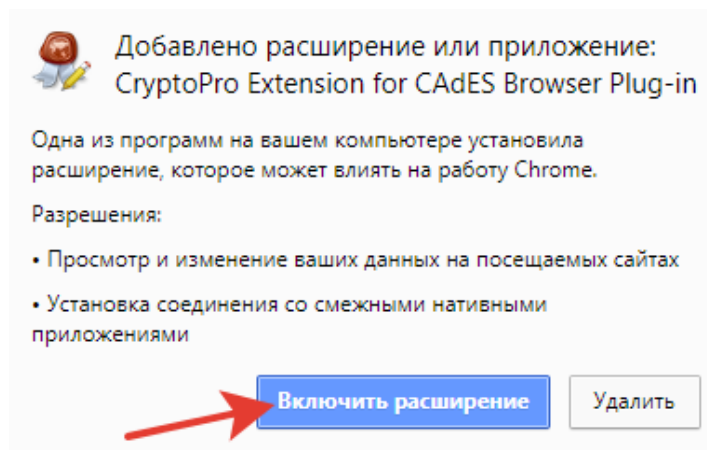 Добавлено расширение или приложение:
CryptoPro Extension for CAdES Browser Plug-in
Одна из программ на вашем компьютере установила
расширение, которое может влиять на работу Chrome.
Разрешения:
• Просмотр и изменение ваших данных на посещаемых сайтах
• Установка соединения со смежными нативными
приложениями
Включить расширение
Удалить